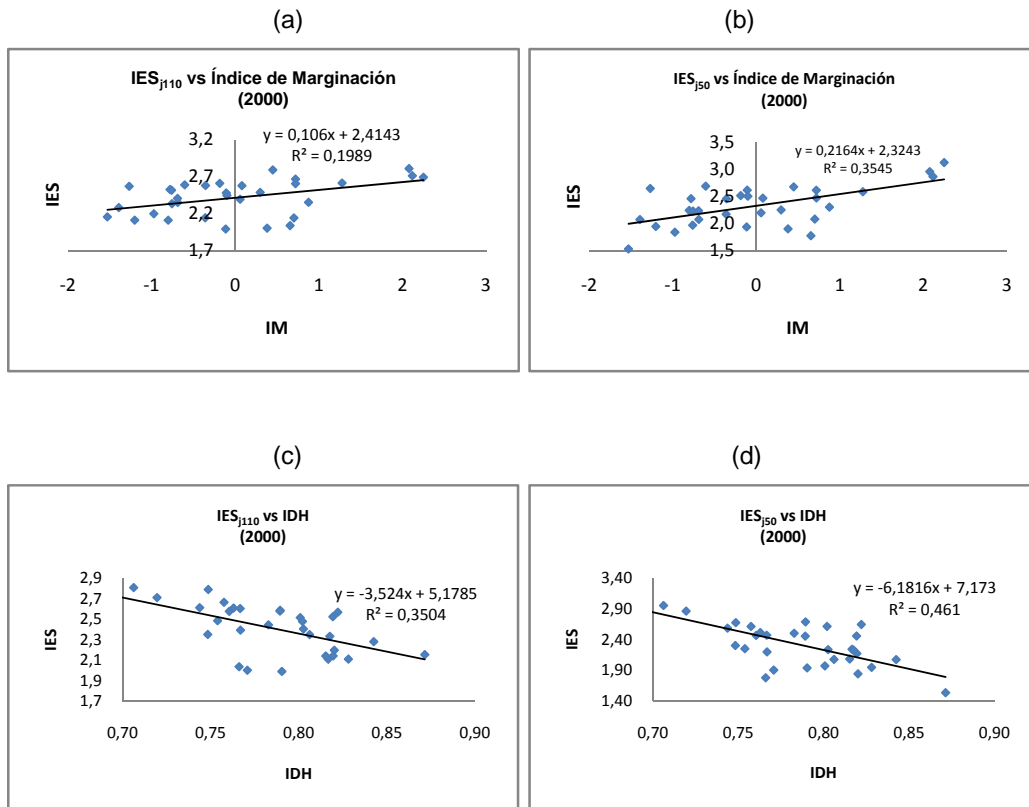 (a)
IESj110 vs Índice de Marginación
(2000)
y = 0,106x + 2,4143
R² = 0,1989
3,2
2,7
2,2
1,7
IES
-2 -1 0 1 2 3
IM
(b)
IESj50 vs Índice de Marginación
(2000)
y = 0,2164x + 2,3243
R² = 0,3545
3,5
3,0
2,5
2,0
1,5
IES
-2 -1 0 1 2 3
IM
(c)
IESj110 vs IDH
(2000)
y = -3,524x + 5,1785
R² = 0,3504
2,9
2,7
2,5
2,3
2,1
1,9
1,7
IES
0,70 0,75 0,80 0,85 0,90
IDH
(d)
IESj50 vs IDH
(2000)
y = -6,1816x + 7,173
R² = 0,461
3,40
2,90
2,40
1,90
1,40
IES
0,70 0,75 0,80 0,85 0,90
IDH